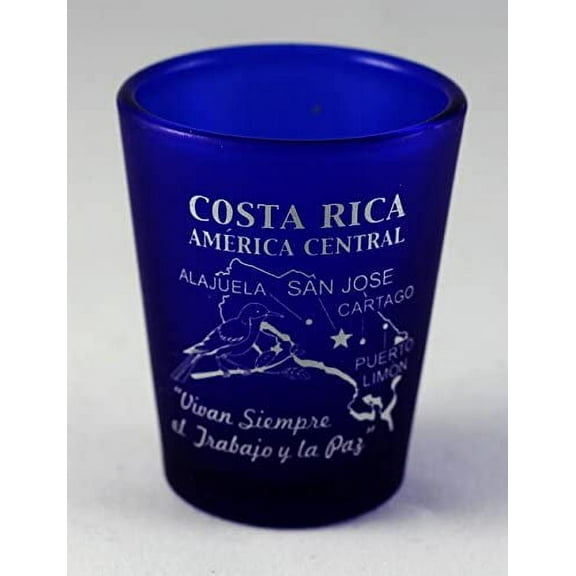 COSTA RICA
AMÉRICA CENTRAL
ALAJUELA SAN JOSE
CARTAGO
PUERTO
LIMON
"Vivan Siempre
el Trabajo y la Paz"